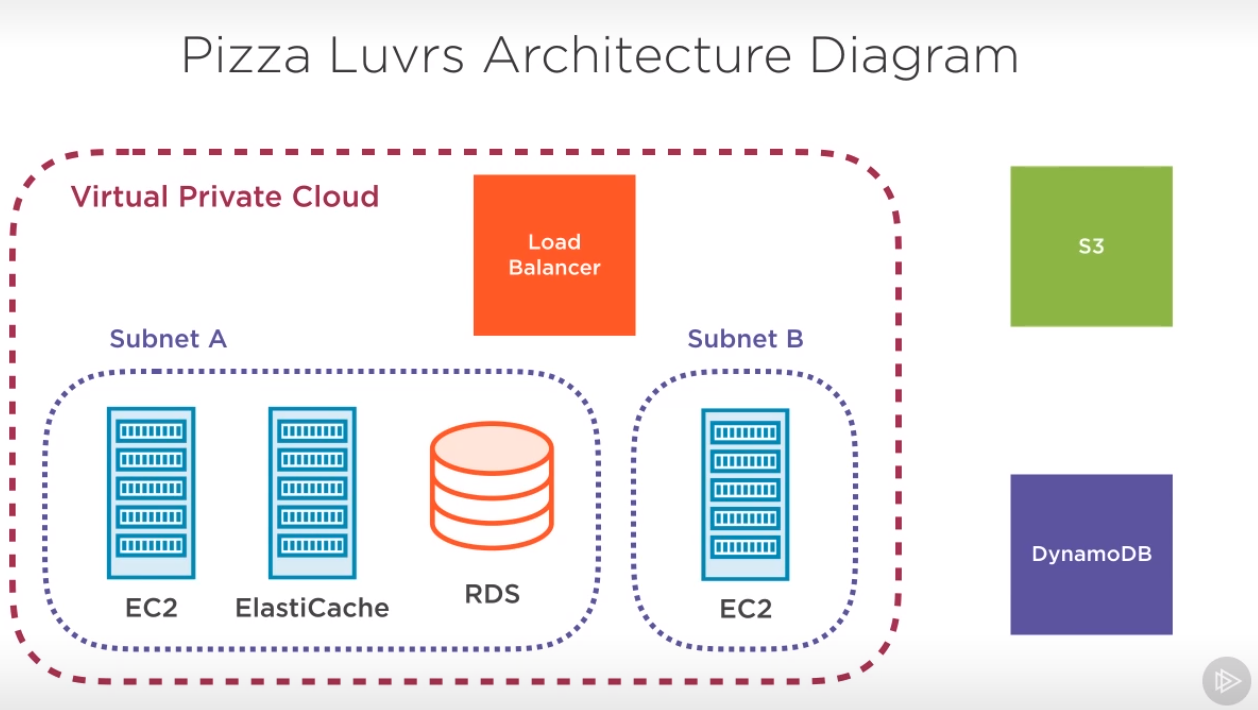 Pizza Luvrs Architecture Diagram
Virtual Private Cloud
Load
Balancer
S3
Subnet A
Subnet B
EC2
ElastiCache
RDS
EC2
DynamoDB